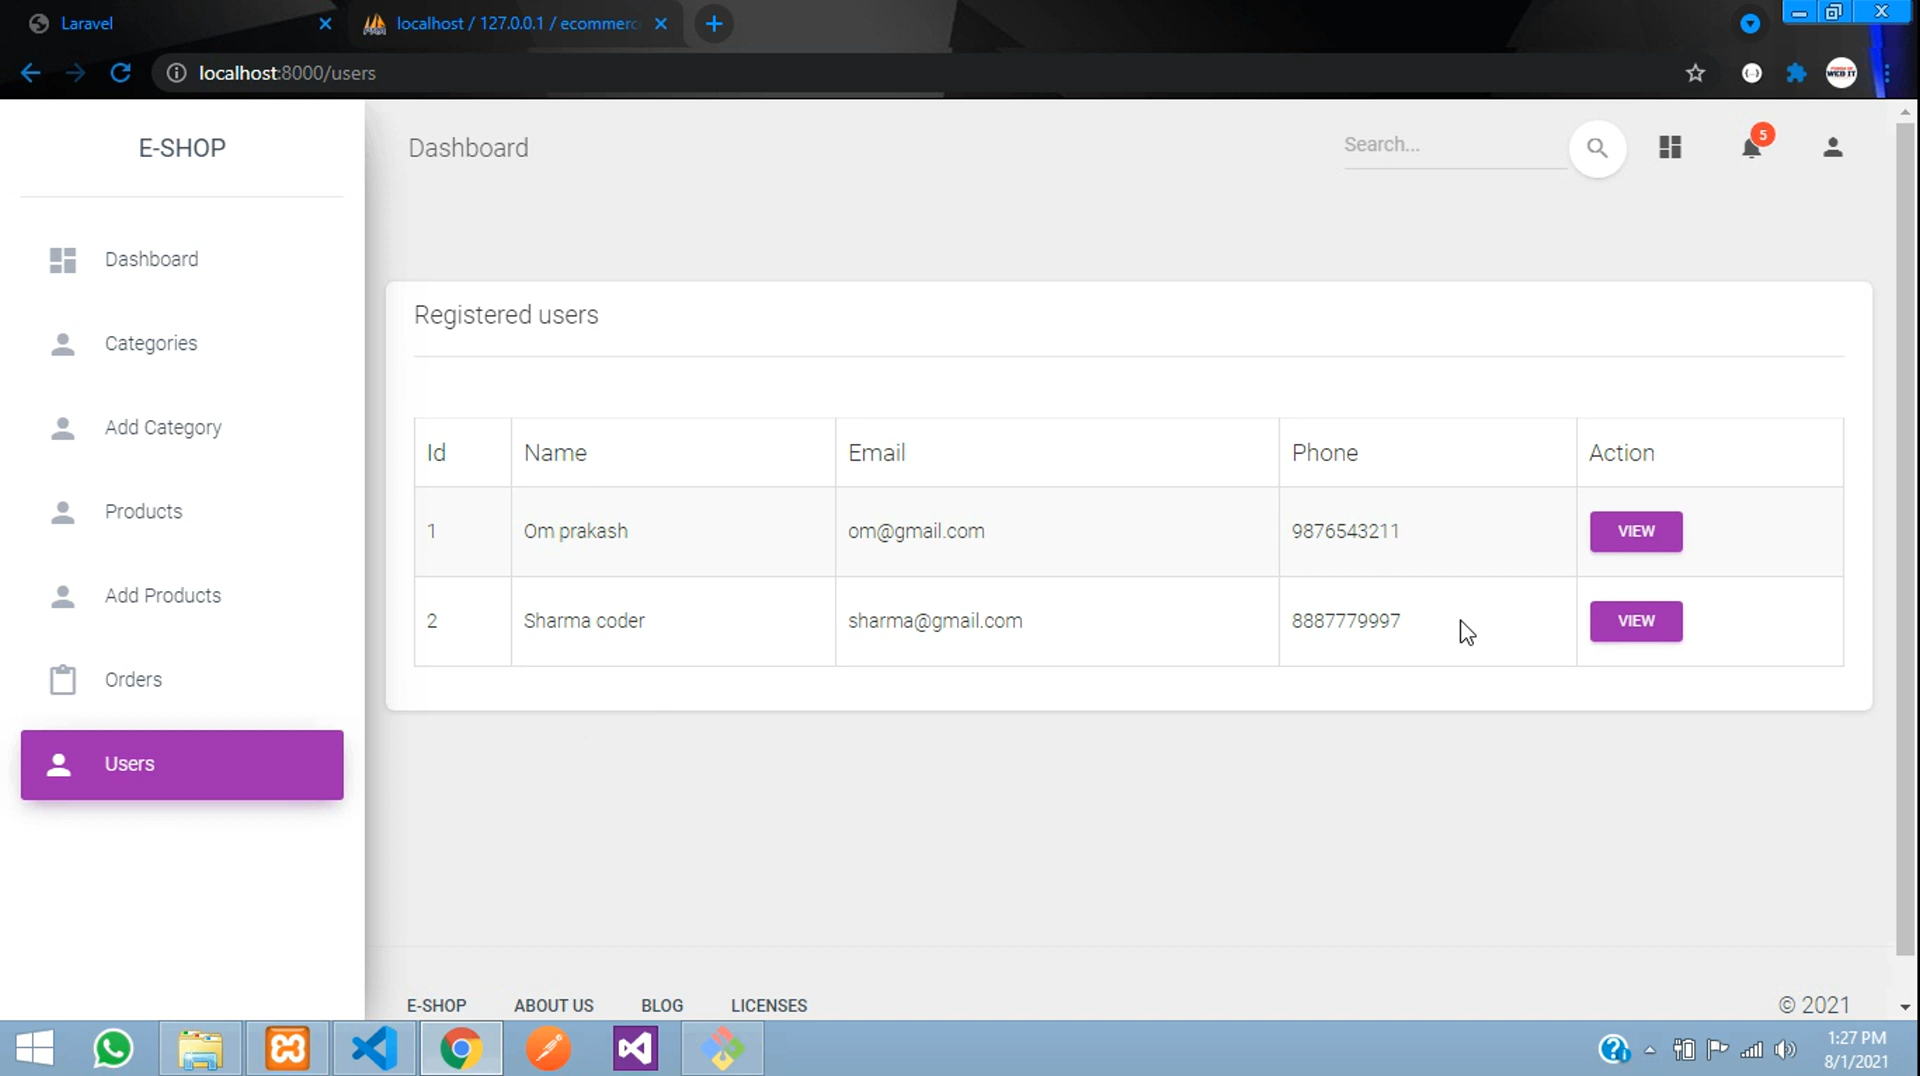 Laravel
localhost / 127.0.0.1 / ecommerc
localhost:8000/users
WEB IT
E-SHOP
Dashboard
Search...
5
Dashboard
Categories
Add Category
Products
Add Products
Orders
Users
Registered users
Id Name Email Phone Action
1 Om prakash om@gmail.com 9876543211 VIEW
2 Sharma coder sharma@gmail.com 8887779997 VIEW
E-SHOP ABOUT US BLOG LICENSES
© 2021
1:27 PM
8/1/2021